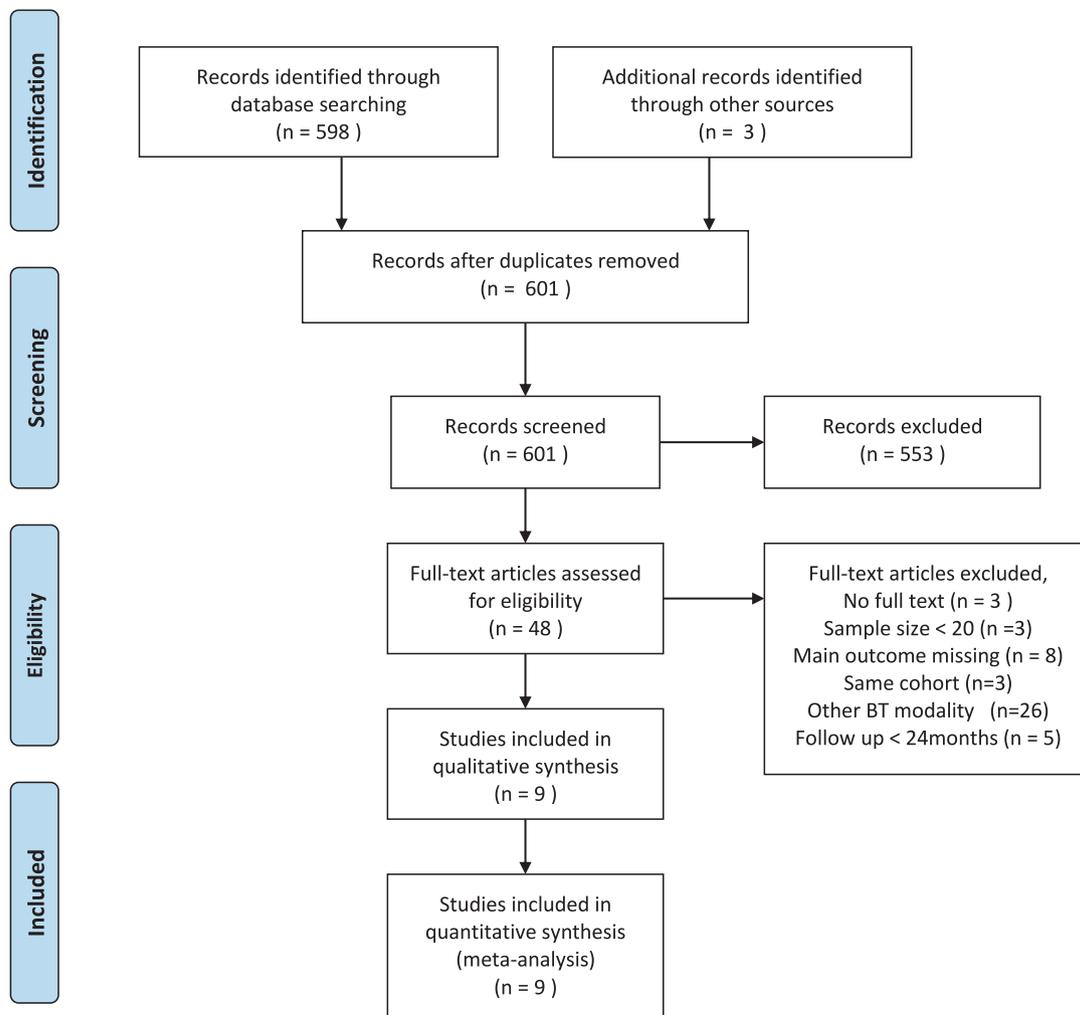 Identification
Records identified through
database searching
(n = 598 )
Additional records identified
through other sources
(n =  3 )
Records after duplicates removed
(n =  601 )
Screening
Records screened
(n = 601 )
Records excluded
(n = 553 )
Eligibility
Full-text articles assessed
for eligibility
(n = 48 )
Full-text articles excluded,
No full text (n = 3 )
Sample size < 20 (n =3)
Main outcome missing (n = 8)
Same cohort (n=3)
Other BT modality   (n=26)
Follow up < 24months (n = 5)
Studies included in
qualitative synthesis
(n = 9 )
Included
Studies included in
quantitative synthesis
(meta-analysis)
(n = 9 )